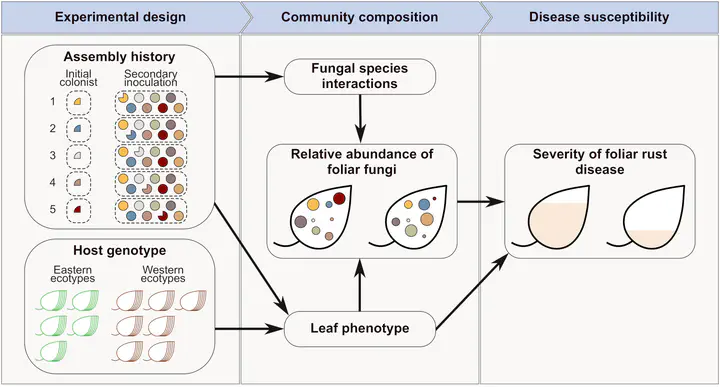 Experimental design
Community composition
Disease susceptibility
Assembly history
Initial
colonist
Secondary
inoculation
1
2
3
4
5
Host genotype
Eastern
ecotypes
Western
ecotypes
Fungal species
interactions
Relative abundance of
foliar fungi
Leaf phenotype
Severity of foliar rust
disease